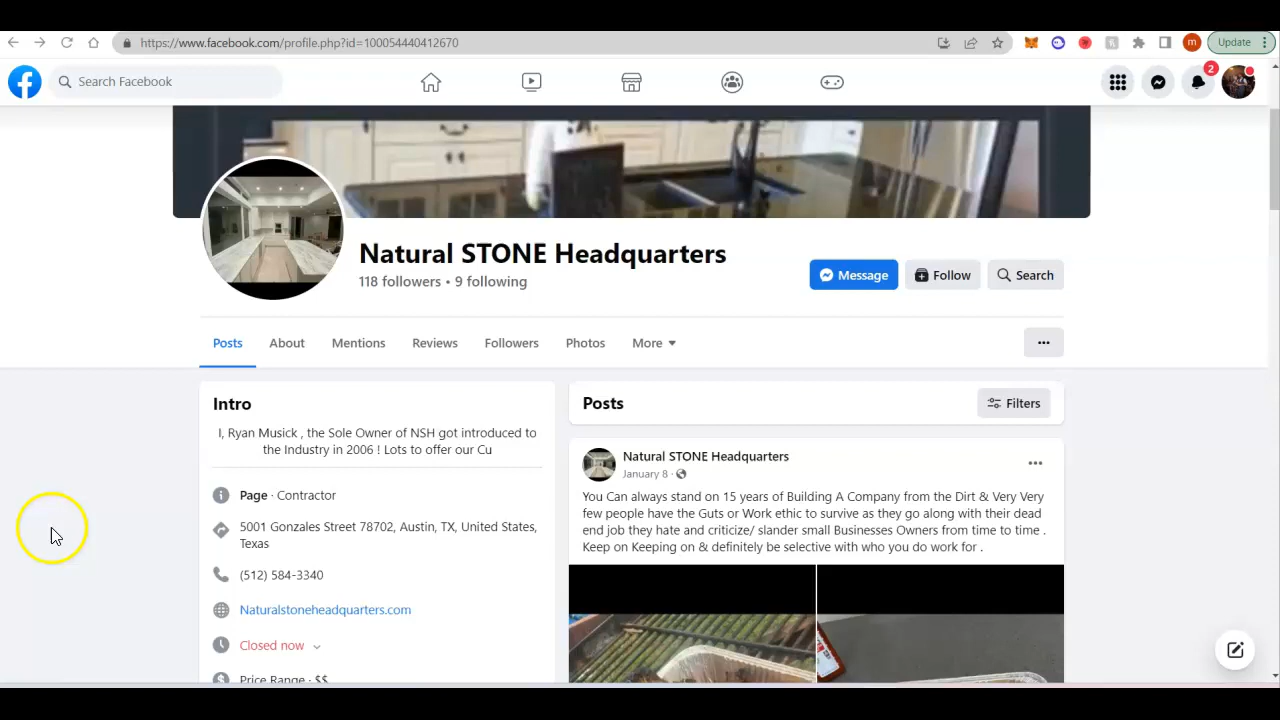 https://www.facebook.com/profile.php?id=100054440412670
m
Update
Search Facebook
2
Natural STONE Headquarters
118 followers • 9 following
Message
Follow
Search
Posts
About
Mentions
Reviews
Followers
Photos
More
Intro
I, Ryan Musick , the Sole Owner of NSH got introduced to
the Industry in 2006 ! Lots to offer our Cu
Page · Contractor
5001 Gonzales Street 78702, Austin, TX, United States,
Texas
(512) 584-3340
Naturalstoneheadquarters.com
Closed now
Price Range · $$
Posts
Filters
Natural STONE Headquarters
January 8 ·
You Can always stand on 15 years of Building A Company from the Dirt & Very Very
few people have the Guts or Work ethic to survive as they go along with their dead
end job they hate and criticize/ slander small Businesses Owners from time to time .
Keep on Keeping on & definitely be selective with who you do work for .